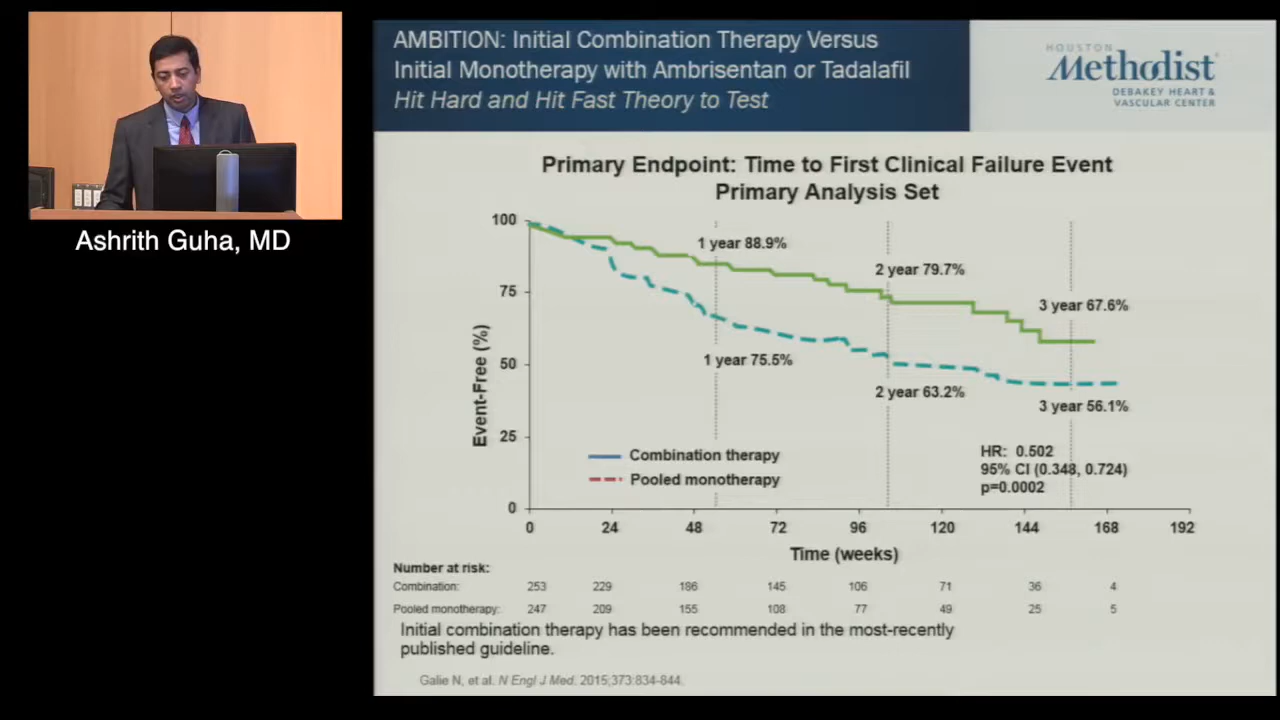 AMBITION: Initial Combination Therapy Versus
Initial Monotherapy with Ambrisentan or Tadalafil
Hit Hard and Hit Fast Theory to Test
HOUSTON
Methodist
DEBAKEY HEART &
VASCULAR CENTER
Ashrith Guha, MD
Primary Endpoint: Time to First Clinical Failure Event
Primary Analysis Set
Event-Free (%)
100
75
50
25
0
1 year 88.9%
2 year 79.7%
3 year 67.6%
1 year 75.5%
2 year 63.2%
3 year 56.1%
Combination therapy
Pooled monotherapy
HR: 0.502
95% CI (0.348, 0.724)
p=0.0002
0 24 48 72 96 120 144 168 192
Time (weeks)
Number at risk:
Combination: 253 229 186 145 106 71 36 4
Pooled monotherapy: 247 209 155 108 77 49 25 5
Initial combination therapy has been recommended in the most-recently
published guideline.
Galie N, et al. N Engl J Med. 2015;373:834-844.